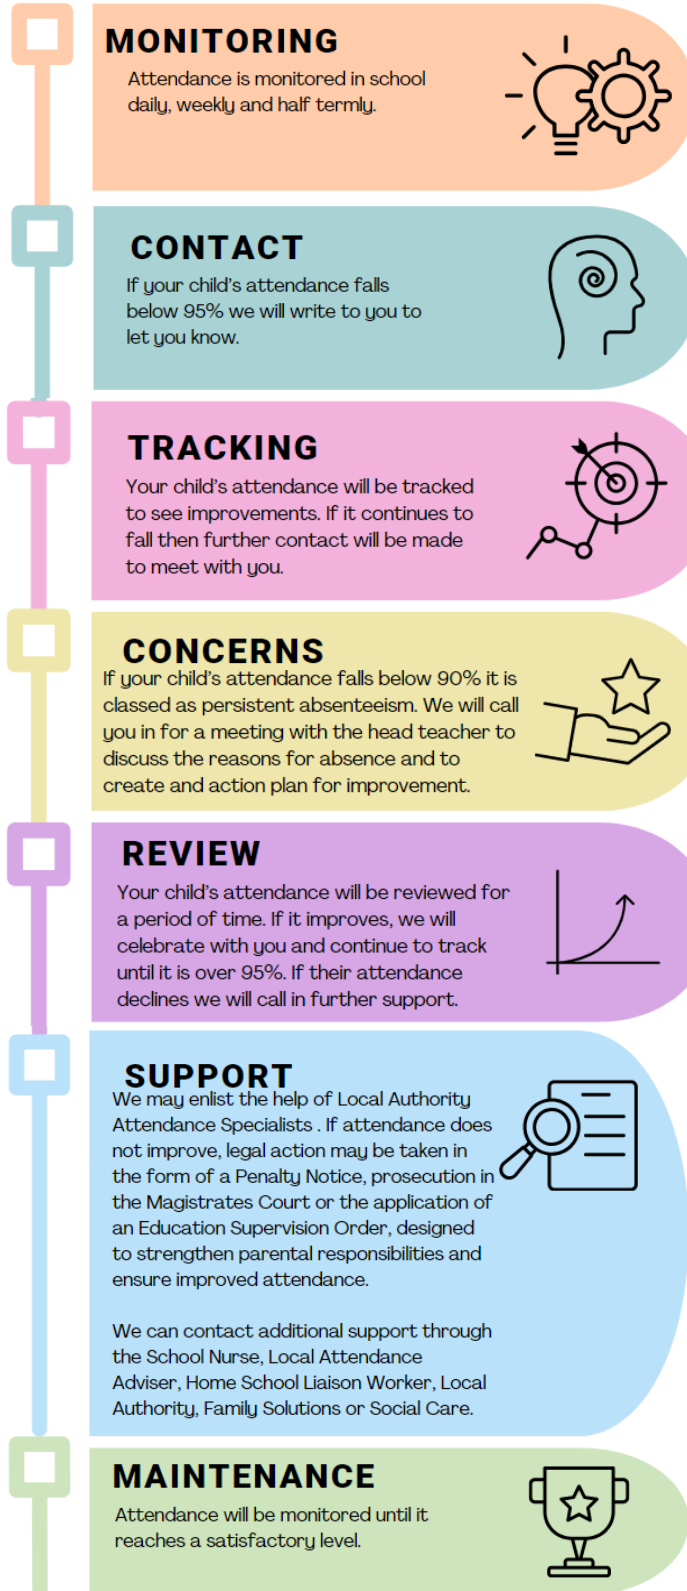 MONITORING
Attendance is monitored in school
daily, weekly and half termly.
CONTACT
If your child's attendance falls
below 95% we will write to you to
let you know.
TRACKING
Your child's attendance will be tracked
to see improvements. If it continues to
fall then further contact will be made
to meet with you.
CONCERNS
If your child's attendance falls below 90% it is
classed as persistent absenteeism. We will call
you in for a meeting with the head teacher to
discuss the reasons for absence and to
create and action plan for improvement.
REVIEW
Your child's attendance will be reviewed for
a period of time. If it improves, we will
celebrate with you and continue to track
until it is over 95%. If their attendance
declines we will call in further support.
SUPPORT
We may enlist the help of Local Authority
Attendance Specialists . If attendance does
not improve, legal action may be taken in
the form of a Penalty Notice, prosecution in
the Magistrates Court or the application of
an Education Supervision Order, designed
to strengthen parental responsibilities and
ensure improved attendance.
We can contact additional support through
the School Nurse, Local Attendance
Adviser, Home School Liaison Worker, Local
Authority, Family Solutions or Social Care.
MAINTENANCE
Attendance will be monitored until it
reaches a satisfactory level.